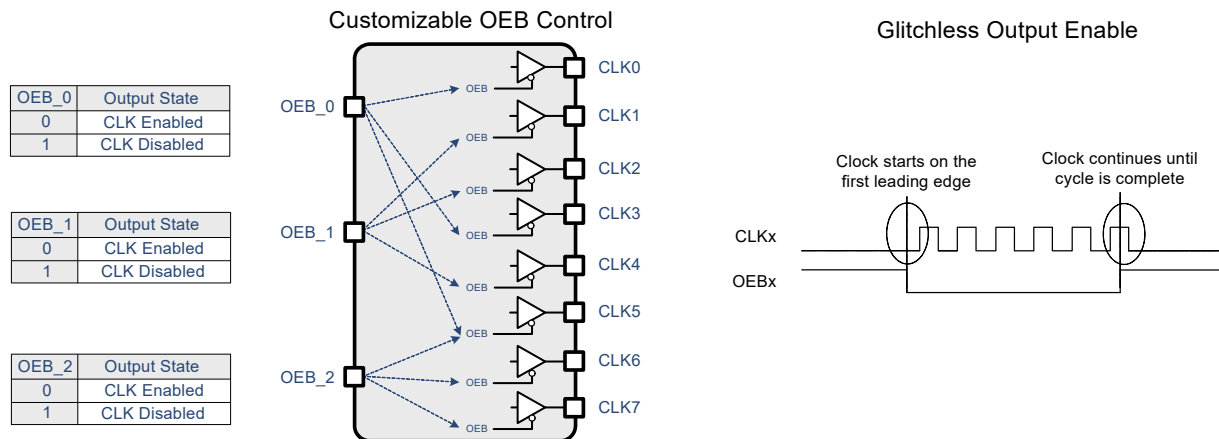 Customizable OEB Control
Glitchless Output Enable
OEB_0 Output State
0 CLK Enabled
1 CLK Disabled
OEB_1 Output State
0 CLK Enabled
1 CLK Disabled
OEB_2 Output State
0 CLK Enabled
1 CLK Disabled
OEB_0
OEB_1
OEB_2
OEB
OEB
OEB
OEB
OEB
OEB
OEB
OEB
CLK0
CLK1
CLK2
CLK3
CLK4
CLK5
CLK6
CLK7
Clock starts on the
first leading edge
Clock continues until
cycle is complete
CLKx
OEBx